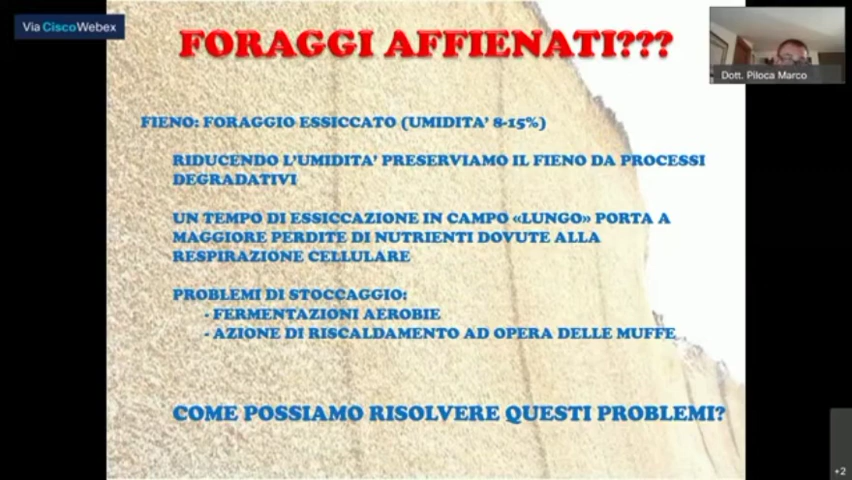 Via CiscoWebex
FORAGGI AFFIENATI???
Dott. Piloca Marco
FIENO: FORAGGIO ESSICCATO (UMIDITA' 8-15%)
RIDUCENDO L'UMIDITA' PRESERVIAMO IL FIENO DA PROCESSI
DEGRADATIVI
UN TEMPO DI ESSICCAZIONE IN CAMPO «LUNGO» PORTA A
MAGGIORE PERDITE DI NUTRIENTI DOVUTE ALLA
RESPIRAZIONE CELLULARE
PROBLEMI DI STOCCAGGIO:
- FERMENTAZIONI AEROBIE
- AZIONE DI RISCALDAMENTO AD OPERA DELLE MUFFE
COME POSSIAMO RISOLVERE QUESTI PROBLEMI?
+2